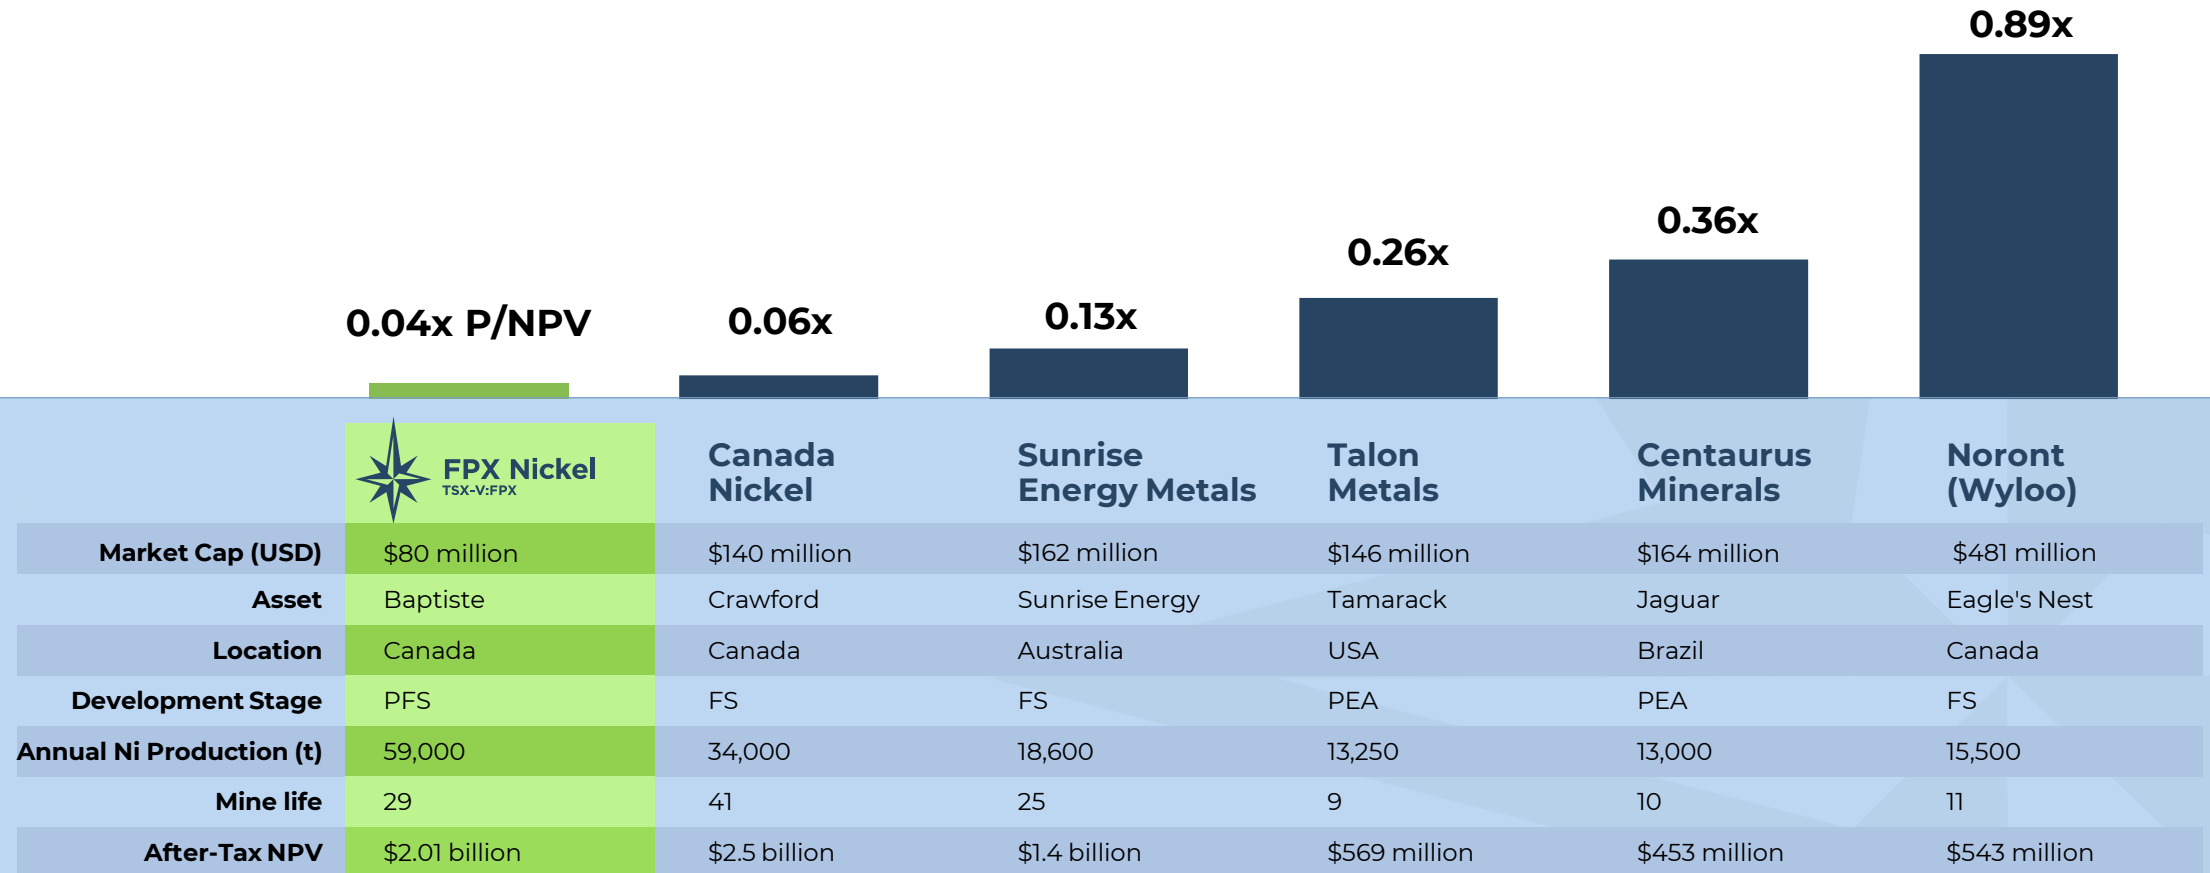 0.89x
0.36x
0.26x
0.04x P/NPV 0.06x 0.13x
FPX Nickel
TSX-V:FPX
Canada
Nickel
Sunrise
Energy Metals
Talon
Metals
Centaurus
Minerals
Noront
(Wyloo)
Market Cap (USD) $80 million $140 million $162 million $146 million $164 million $481 million
Asset Baptiste Crawford Sunrise Energy Tamarack Jaguar Eagle's Nest
Location Canada Canada Australia USA Brazil Canada
Development Stage PFS FS FS PEA PEA FS
Annual Ni Production (t) 59,000 34,000 18,600 13,250 13,000 15,500
Mine life 29 41 25 9 10 11
After-Tax NPV $2.01 billion $2.5 billion $1.4 billion $569 million $453 million $543 million